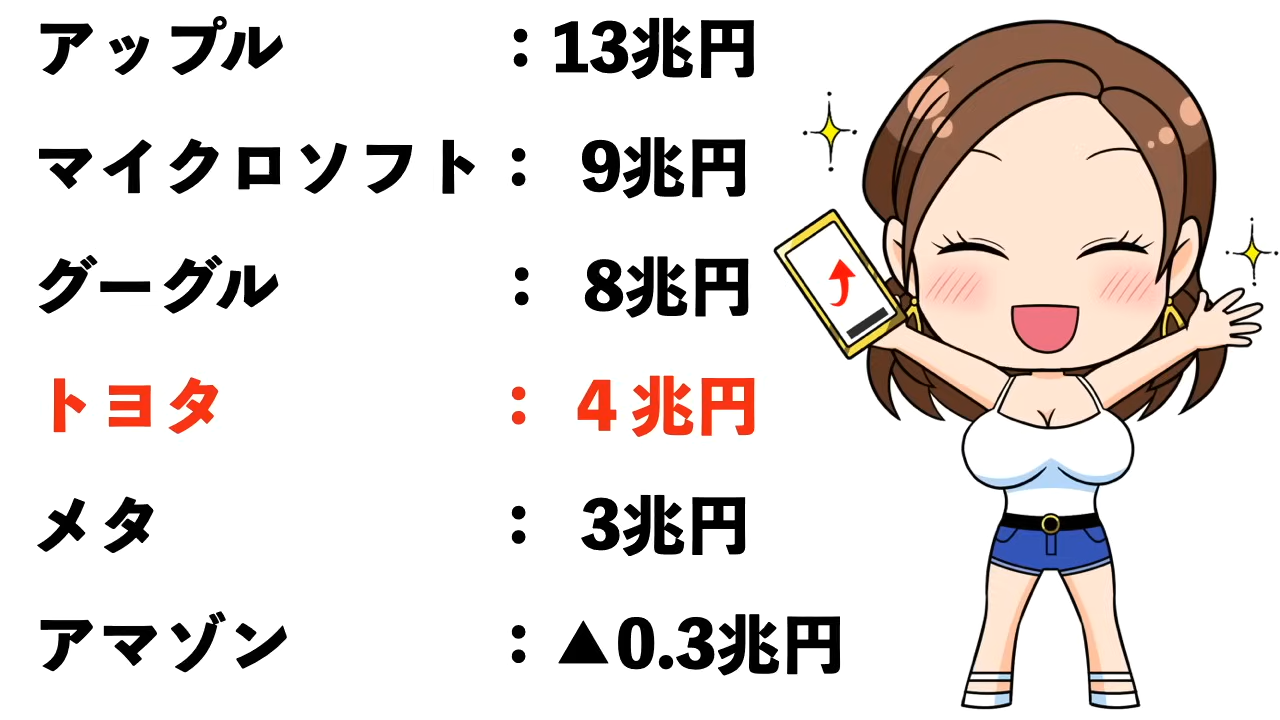 アップル：13兆円
マイクロソフト：9兆円
グーグル：8兆円
トヨタ：4兆円
メタ：3兆円
アマゾン：▲0.3兆円